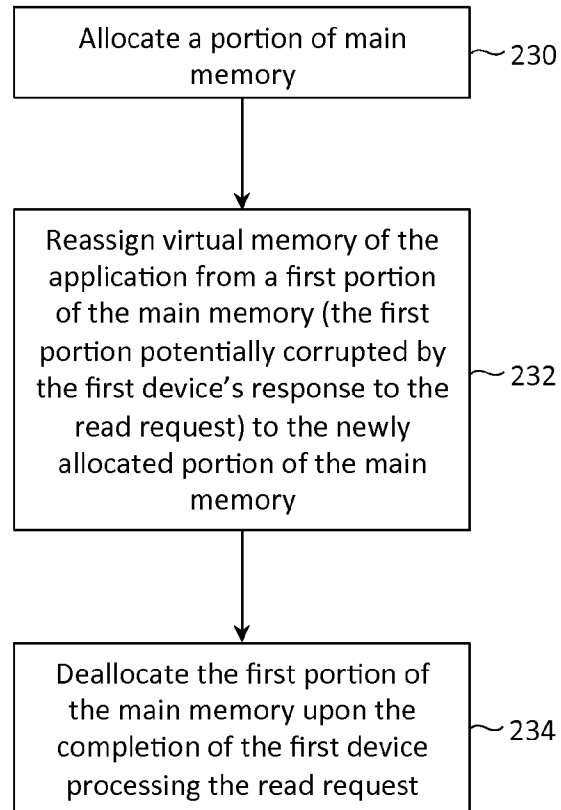 Allocate a portion of main
memory
230
Reassign virtual memory of the
application from a first portion
of the main memory (the first
portion potentially corrupted by
the first device's response to the
read request) to the newly
allocated portion of the main
memory
232
Deallocate the first portion of
the main memory upon the
completion of the first device
processing the read request
234